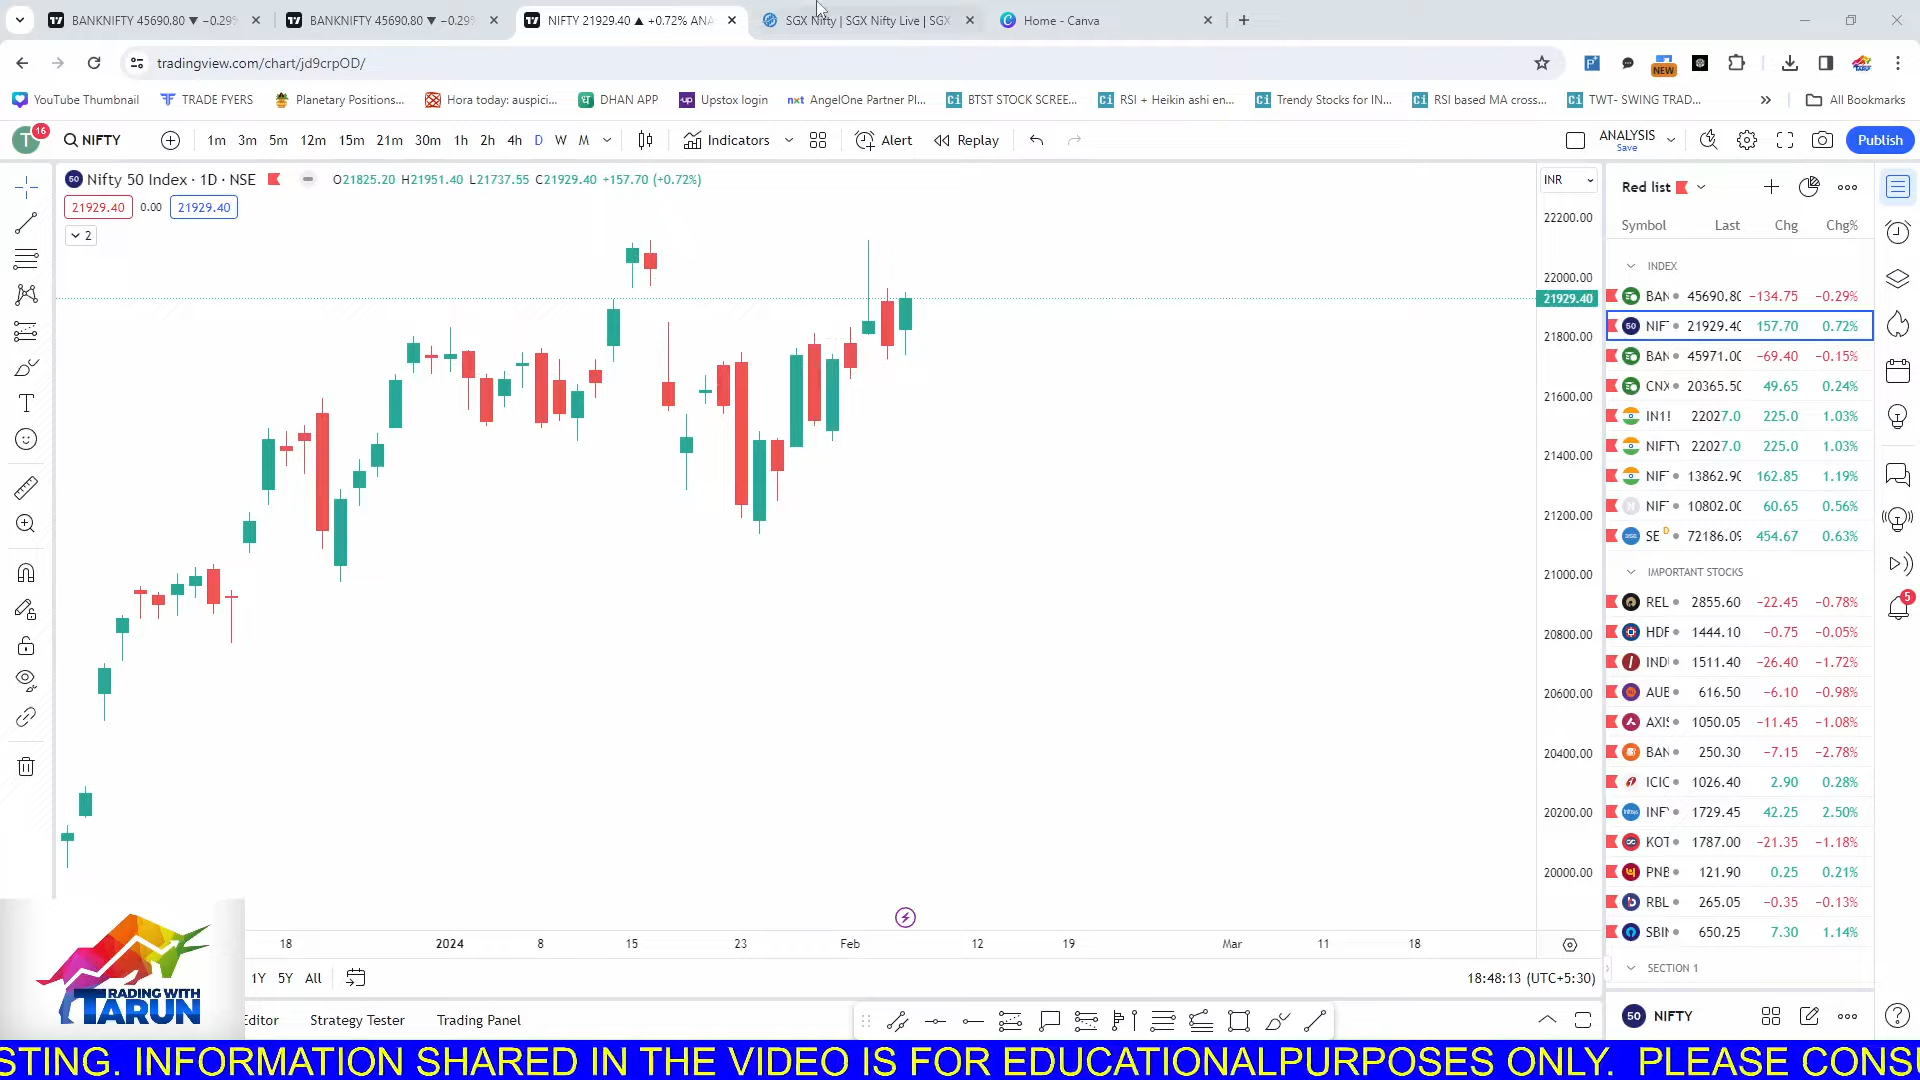 BANKNIFTY 45690.80 ▼ −0.29%
BANKNIFTY 45690.80 ▼ −0.29%
NIFTY 21929.40 ▲ +0.72% ANA
SGX Nifty | SGX Nifty Live | SGX
Home - Canva
tradingview.com/chart/jd9crpOD/
NEW
YouTube Thumbnail
TRADE FYERS
Planetary Positions...
Hora today: auspici...
DHAN APP
Upstox login
AngelOne Partner Pl...
BTST STOCK SCREE...
RSI + Heikin ashi en...
Trendy Stocks for IN...
RSI based MA cross...
TWT- SWING TRAD...
All Bookmarks
T 16
NIFTY
1m 3m 5m 12m 15m 21m 30m 1h 2h 4h D W M
Indicators
Alert
Replay
ANALYSIS
Save
Publish
Nifty 50 Index · 1D · NSE
O21825.20 H21951.40 L21737.55 C21929.40 +157.70 (+0.72%)
21929.40 0.00 21929.40
2
INR
22200.00
22000.00
21929.40
21800.00
21600.00
21400.00
21200.00
21000.00
20800.00
20600.00
20400.00
20200.00
20000.00
18 2024 8 15 23 Feb 12 19 Mar 11 18
1Y 5Y All
18:48:13 (UTC+5:30)
Editor
Strategy Tester
Trading Panel
Red list
Symbol Last Chg Chg%
INDEX
BAN 45690.80 −134.75 −0.29%
NIF 21929.40 157.70 0.72%
BAN 45971.00 −69.40 −0.15%
CNX 20365.50 49.65 0.24%
IN1! 22027.0 225.0 1.03%
NIFTY 22027.0 225.0 1.03%
NIF 13862.90 162.85 1.19%
NIF 10802.00 60.65 0.56%
SE D 72186.09 454.67 0.63%
IMPORTANT STOCKS
REL 2855.60 −22.45 −0.78%
HDF 1444.10 −0.75 −0.05%
IND 1511.40 −26.40 −1.72%
AUB 616.50 −6.10 −0.98%
AXIS 1050.05 −11.45 −1.08%
BAN 250.30 −7.15 −2.78%
ICIC 1026.40 2.90 0.28%
INFY 1729.45 42.25 2.50%
KOT 1787.00 −21.35 −1.18%
PNB 121.90 0.25 0.21%
RBL 265.05 −0.35 −0.13%
SBIN 650.25 7.30 1.14%
SECTION 1
50 NIFTY
5
TRADING WITH
TARUN
STING. INFORMATION SHARED IN THE VIDEO IS FOR EDUCATIONALPURPOSES ONLY. PLEASE CONSU